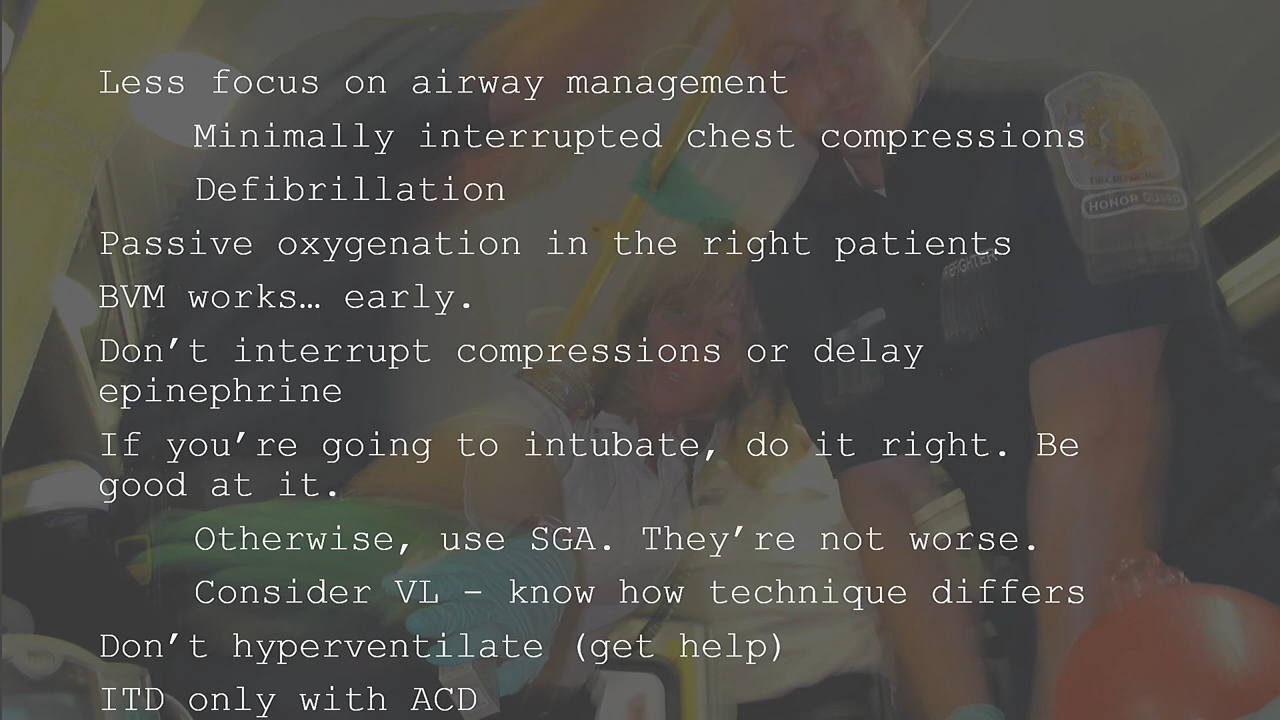 Less focus on airway management
Minimally interrupted chest compressions
Defibrillation
Passive oxygenation in the right patients
BVM works… early.
Don’t interrupt compressions or delay
epinephrine
If you’re going to intubate, do it right. Be
good at it.
Otherwise, use SGA. They’re not worse.
Consider VL – know how technique differs
Don’t hyperventilate (get help)
ITD only with ACD
FIRE DEPARTMENT
HONOR GUARD
FIREFIGHTER